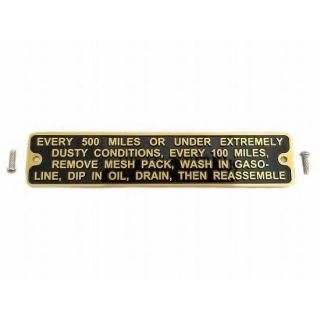 EVERY 500 MILES OR UNDER EXTREMELY
DUSTY CONDITIONS, EVERY 100 MILES,
REMOVE MESH PACK, WASH IN GASO-
LINE, DIP IN OIL, DRAIN, THEN REASSEMBLE